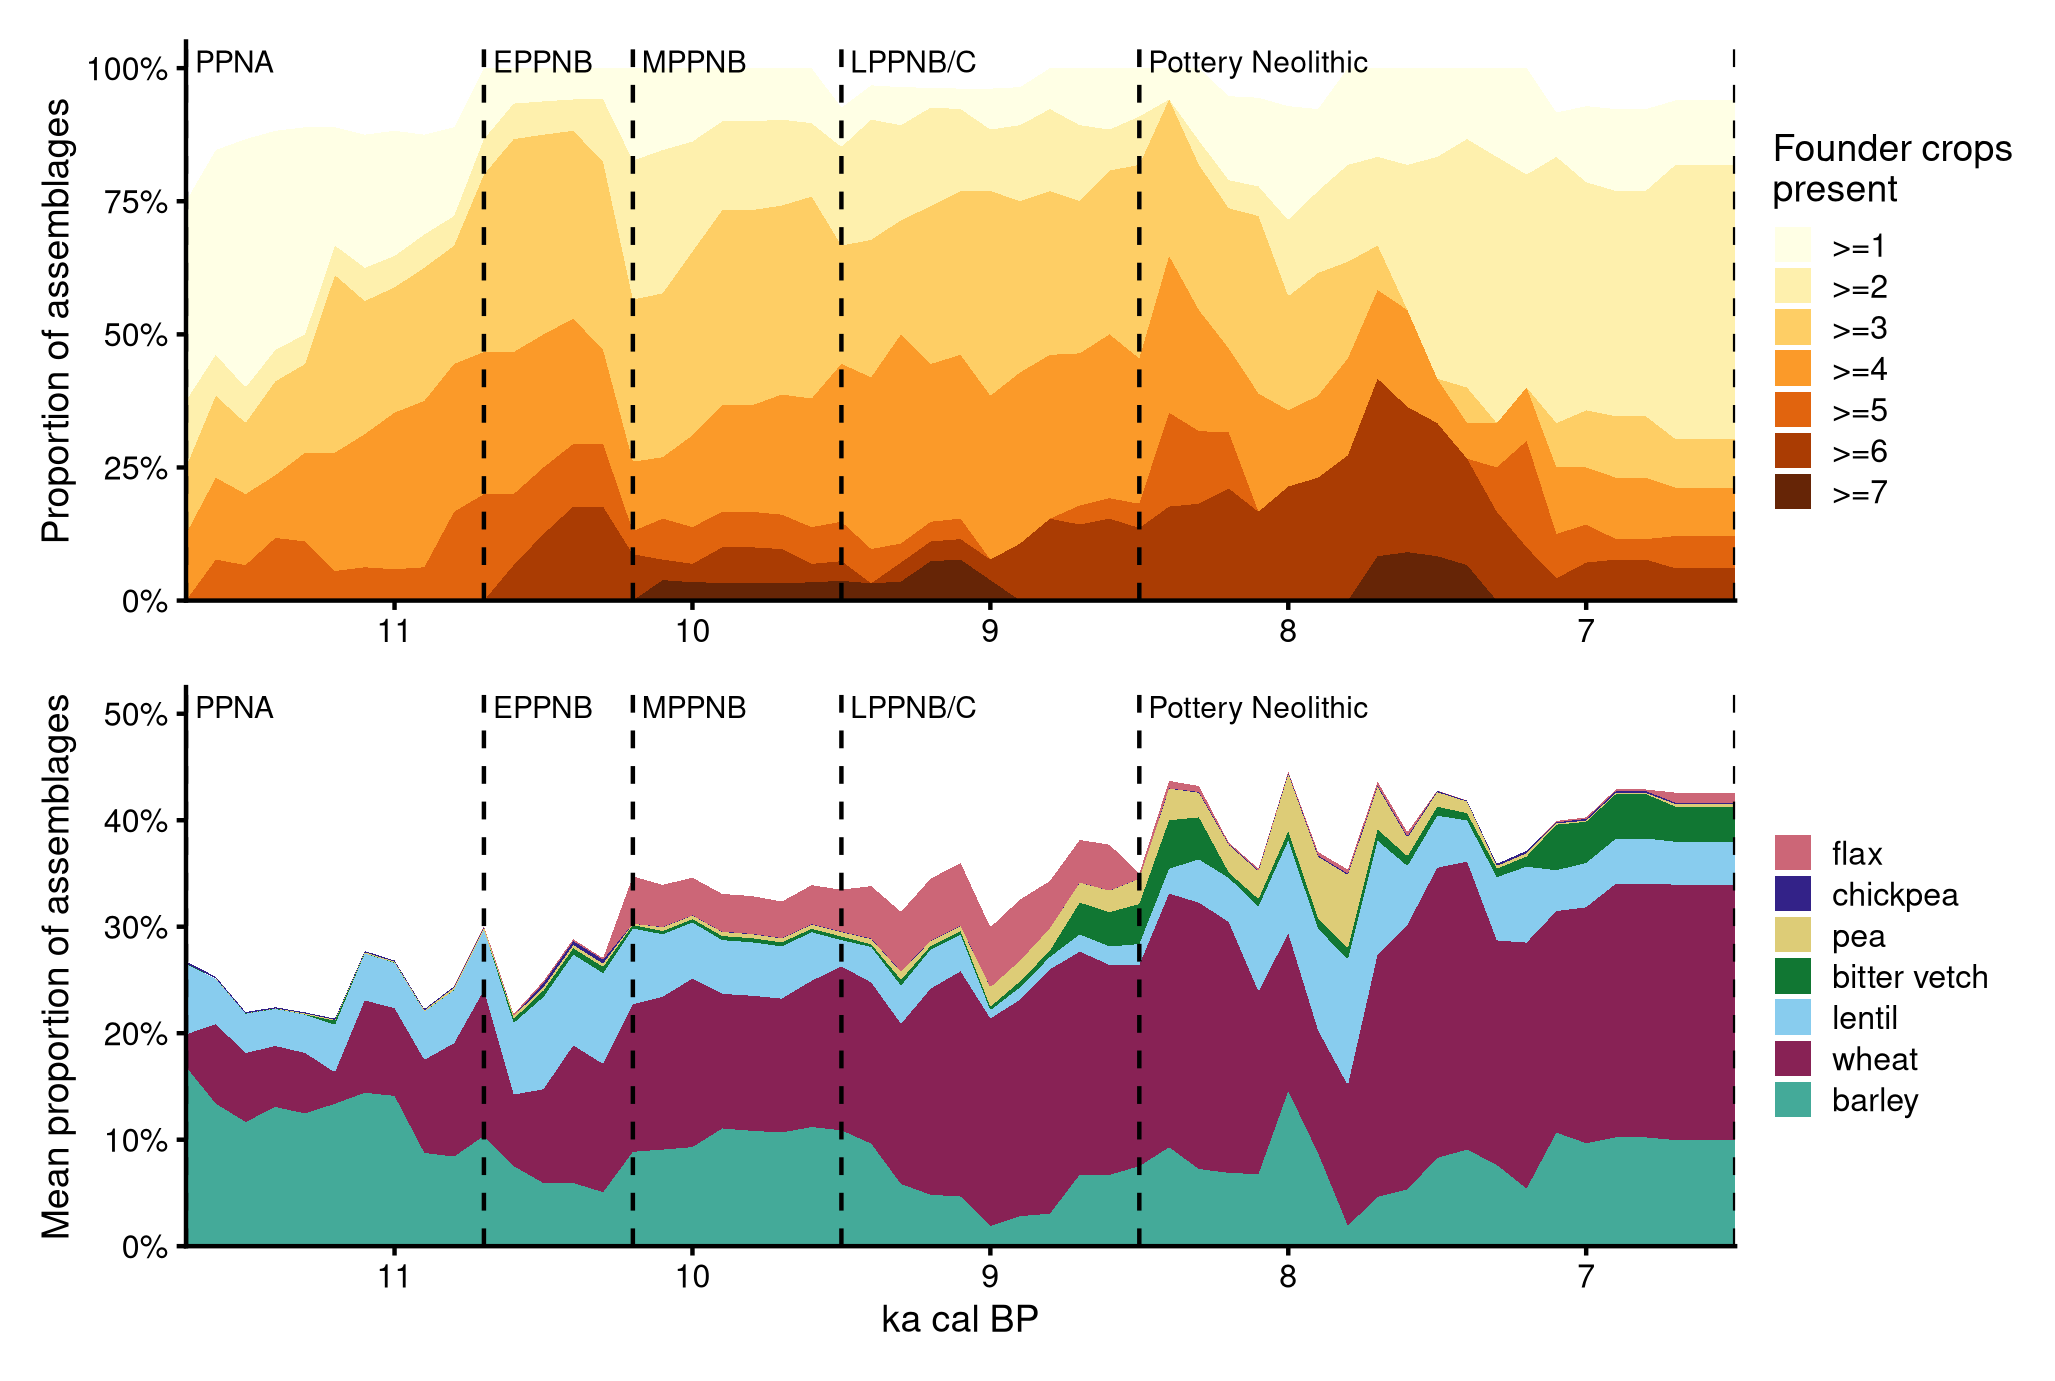 PPNA EPPNB MPPNB LPPNB/C Pottery Neolithic
100%
75%
50%
25%
0%
Proportion of assemblages
11 10 9 8 7
Founder crops
present
>=1
>=2
>=3
>=4
>=5
>=6
>=7
PPNA EPPNB MPPNB LPPNB/C Pottery Neolithic
50%
40%
30%
20%
10%
0%
Mean proportion of assemblages
11 10 9 8 7
ka cal BP
flax
chickpea
pea
bitter vetch
lentil
wheat
barley